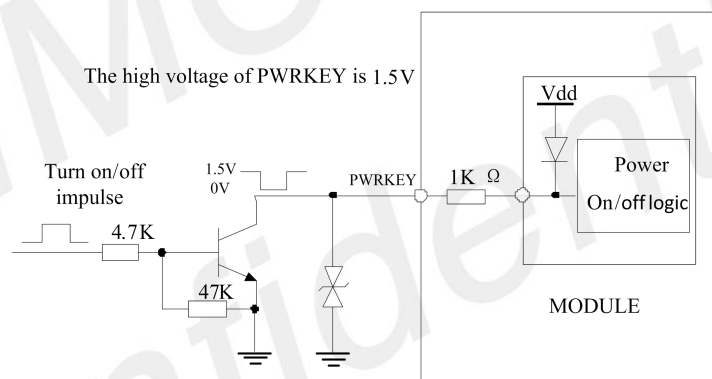 The high voltage of PWRKEY is 1.5V
Vdd
Turn on/off
impulse
1.5V
0V
PWRKEY
1K Ω
Power
On/off logic
4.7K
47K
MODULE